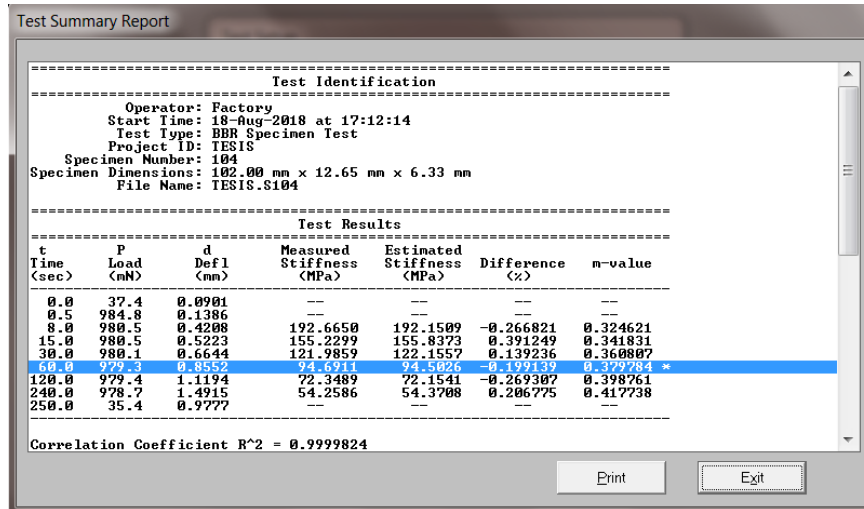 Test Summary Report
================================================================================
Test Identification
================================================================================
Operator: Factory
Start Time: 18-Aug-2018 at 17:12:14
Test Type: BBR Specimen Test
Project ID: TESIS
Specimen Number: 104
Specimen Dimensions: 102.00 mm x 12.65 mm x 6.33 mm
File Name: TESIS.S104
================================================================================
Test Results
================================================================================
t P d Measured Estimated
Time Load Defl Stiffness Stiffness Difference m-value
(sec) (mN) (mm) (MPa) (MPa) (%)
--------------------------------------------------------------------------------
0.0 37.4 0.0901 -- -- -- --
0.5 984.8 0.1386 -- -- -- --
8.0 980.5 0.4208 192.6650 192.1509 -0.266821 0.324621
15.0 980.5 0.5223 155.2299 155.8373 0.391249 0.341831
30.0 980.1 0.6644 121.9859 122.1557 0.139236 0.360807
60.0 979.3 0.8552 94.6911 94.5026 -0.199139 0.379784 *
120.0 979.4 1.1194 72.3489 72.1541 -0.269307 0.398761
240.0 978.7 1.4915 54.2586 54.3708 0.206775 0.417738
250.0 35.4 0.9777 -- -- -- --
--------------------------------------------------------------------------------
Correlation Coefficient R^2 = 0.9999824
Print Exit